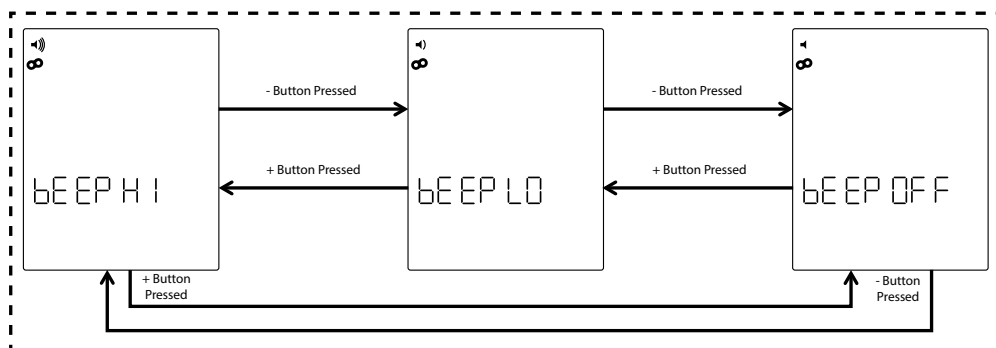 - Button Pressed
- Button Pressed
+ Button Pressed
+ Button Pressed
bEEP HI
bEEP LO
bEEP OFF
+ Button
Pressed
- Button
Pressed